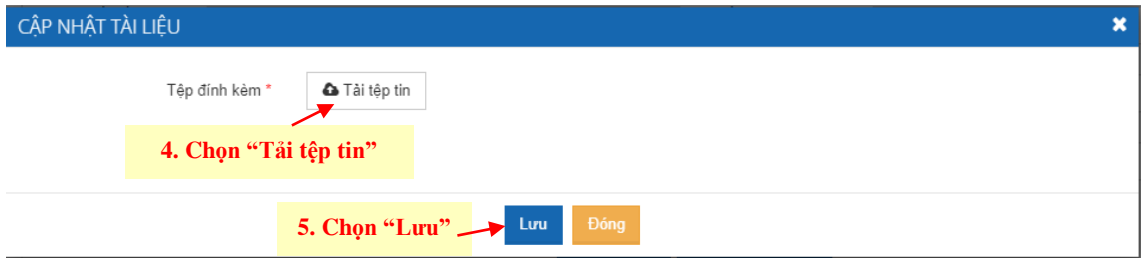 CẬP NHẬT TÀI LIỆU
Tệp đính kèm * Tải tệp tin
4. Chọn “Tải tệp tin”
5. Chọn “Lưu” Lưu Đóng